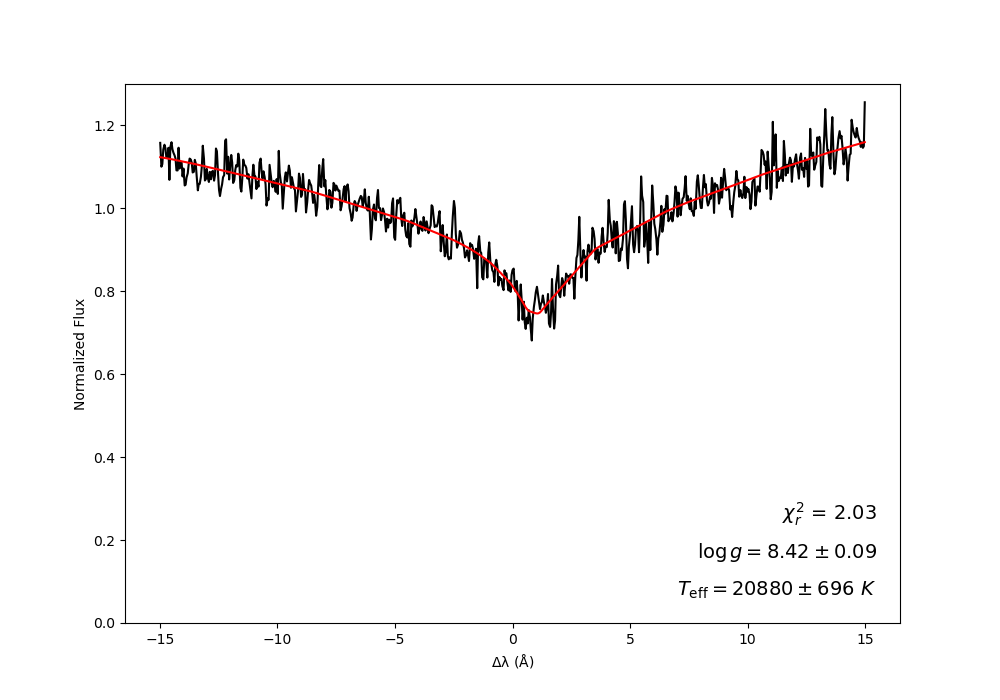 1.2
1.0
0.8
0.6
0.4
0.2
0.0
Normalized Flux
χ²ᵣ = 2.03
log g = 8.42 ± 0.09
T_eff = 20880 ± 696 K
−15 −10 −5 0 5 10 15
Δλ (Å)